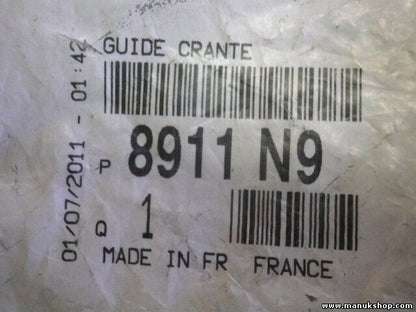 GUIDE CRANTE
P 8911 N9
Q 1
MADE IN FR FRANCE
01/07/2011 - 01:42
www.manukshop.com